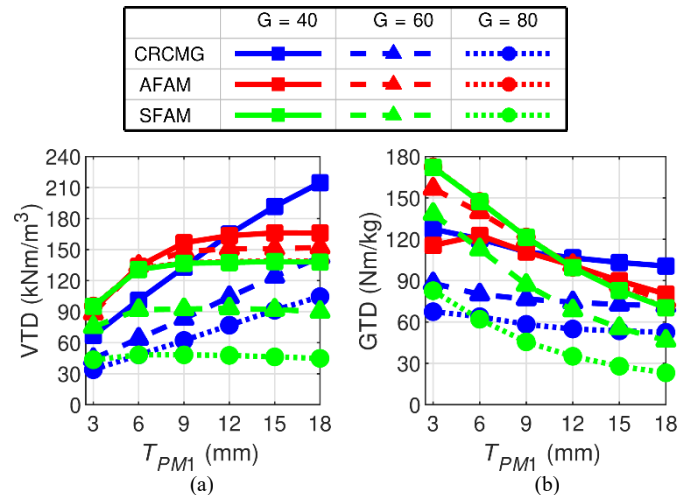 G = 40 G = 60 G = 80
CRCMG
AFAM
SFAM
240
210
180
150
120
90
60
30
0
VTD (kNm/m³)
3 6 9 12 15 18
T_PM1 (mm)
(a)
180
150
120
90
60
30
0
GTD (Nm/kg)
3 6 9 12 15 18
T_PM1 (mm)
(b)